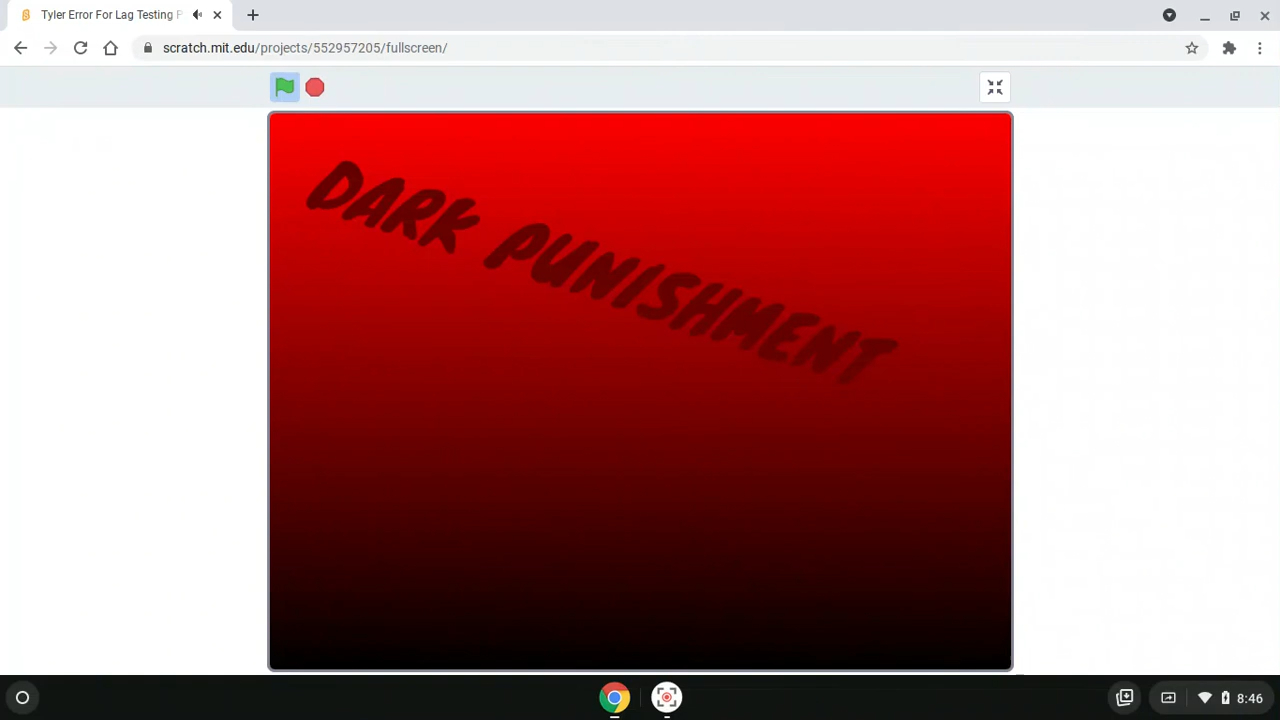 Tyler Error For Lag Testing P
scratch.mit.edu/projects/552957205/fullscreen/
DARK PUNISHMENT
8:46